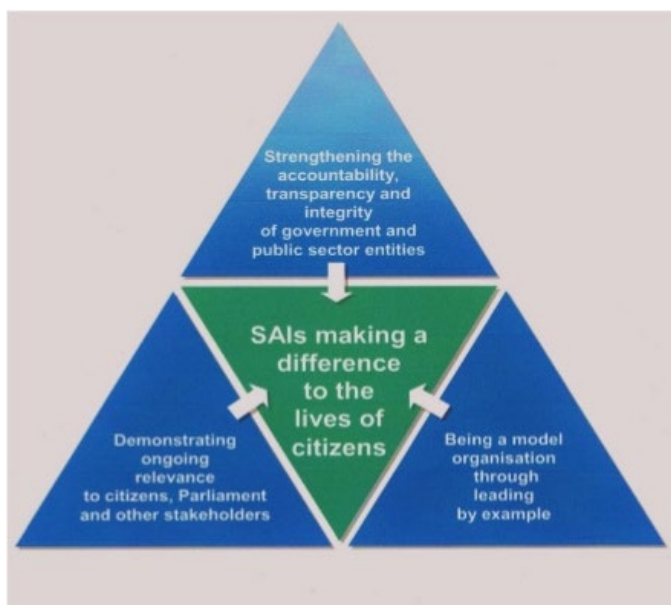 Strengthening the
accountability,
transparency and
integrity
of government and
public sector entities
SAIs making a
difference
to the
lives of
citizens
Demonstrating
ongoing
relevance
to citizens, Parliament
and other stakeholders
Being a model
organisation
through
leading
by example